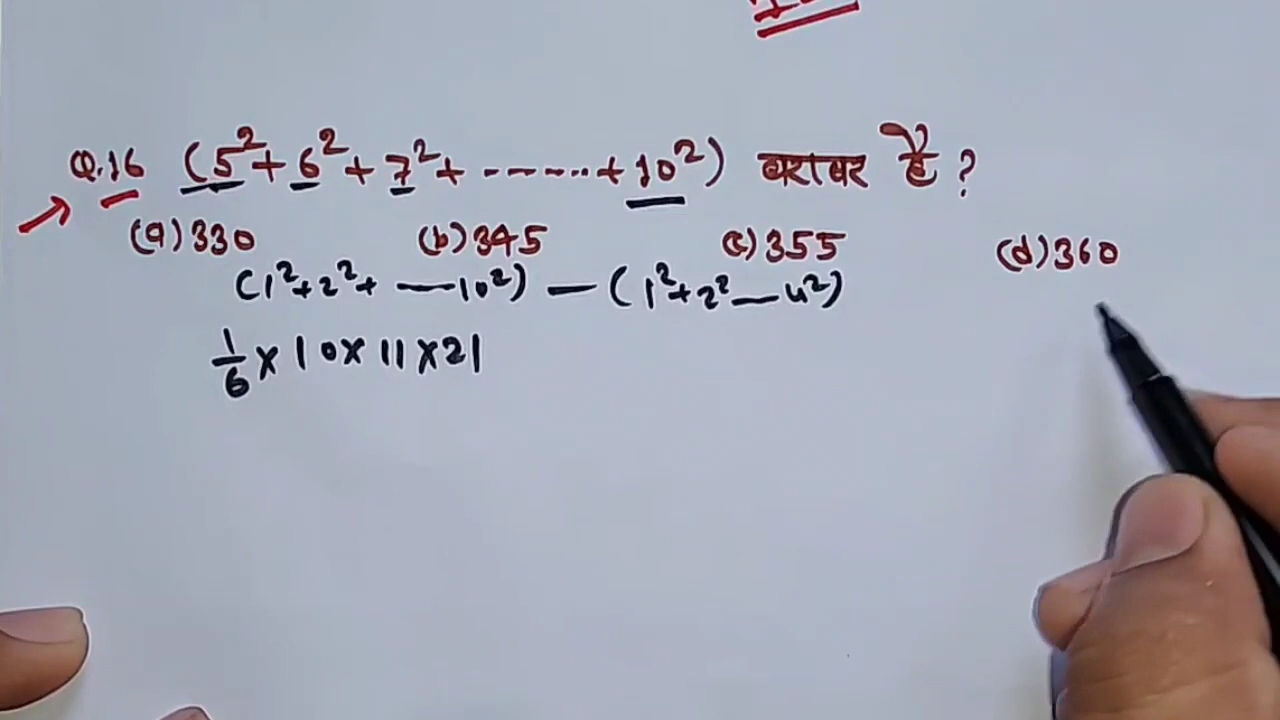 Q.16 (5²+6²+7²+ -------+10²) बराबर है ?
(a) 330 (b) 345 (c) 355 (d) 360
(1²+2²+ —10²) — (1²+2² — 4²)
1/6 × 10 × 11 × 21